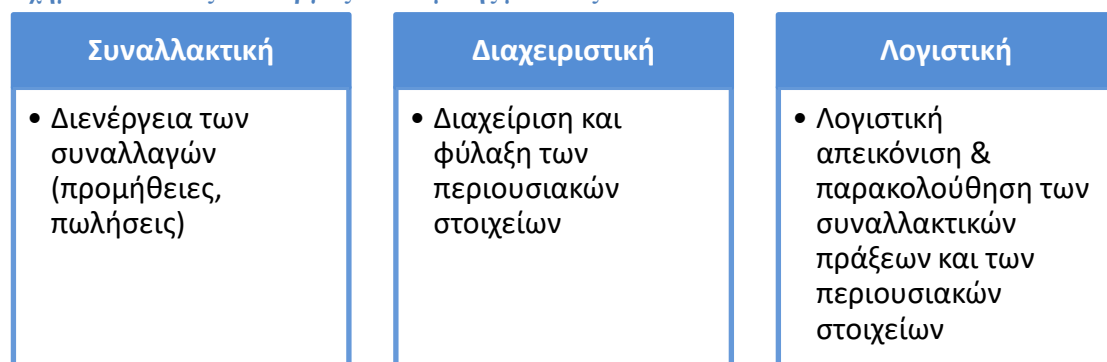 Συναλλακτική
• Διενέργεια των
συναλλαγών
(προμήθειες,
πωλήσεις)
Διαχειριστική
• Διαχείριση και
φύλαξη των
περιουσιακών
στοιχείων
Λογιστική
• Λογιστική
απεικόνιση &
παρακολούθηση των
συναλλακτικών
πράξεων και των
περιουσιακών
στοιχείων